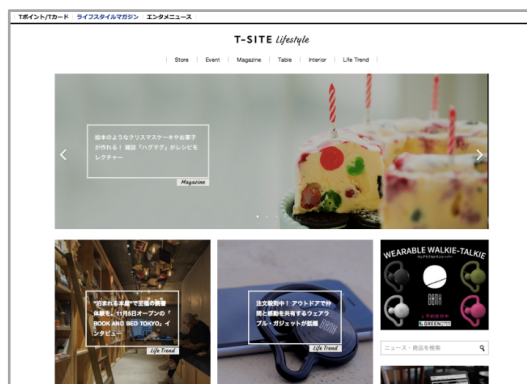 Tポイント/Tカード ライフスタイルマガジン エンタメニュース
T-SITE Lifestyle
Store Event Magazine Table Interior Life Trend
絵本のようなクリスマスケーキやお菓子
が作れる! 雑誌「ハグマグ」がレシピを
レクチャー
Magazine
"泊まれる本屋"で至福の読書
体験を。11月5日オープンの「
BOOK AND BED TOKYO」イ
ンタビュー
Life Trend
注文殺到中! アウトドアで仲
間と感動を共有するウェアラ
ブル・ガジェットが話題
Life Trend
WEARABLE WALKIE-TALKIE
BONX
ニュース・商品を検索